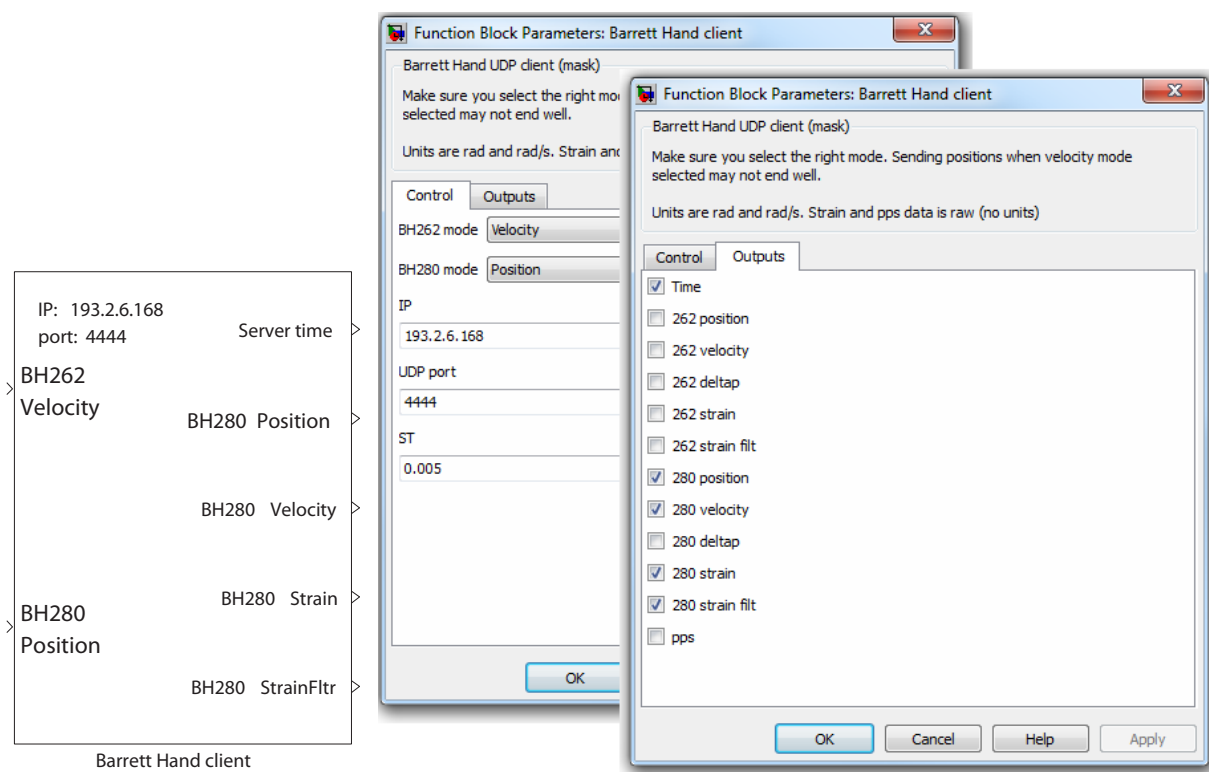 IP: 193.2.6.168
port: 4444
Server time
BH262
Velocity
BH280 Position
BH280 Velocity
BH280 Strain
BH280
Position
BH280 StrainFltr
Barrett Hand client
Function Block Parameters: Barrett Hand client
Barrett Hand UDP client (mask)
Make sure you select the right
selected may not end well.
Units are rad and rad/s. Strain
Control Outputs
BH262 mode Velocity
BH280 mode Position
IP
193.2.6.168
UDP port
4444
ST
0.005
OK
Function Block Parameters: Barrett Hand client
Barrett Hand UDP client (mask)
Make sure you select the right mode. Sending positions when velocity mode
selected may not end well.
Units are rad and rad/s. Strain and pps data is raw (no units)
Control Outputs
Time
262 position
262 velocity
262 deltap
262 strain
262 strain filt
280 position
280 velocity
280 deltap
280 strain
280 strain filt
pps
OK Cancel Help Apply